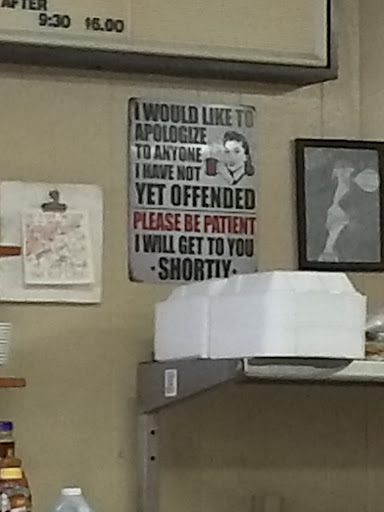 AFTER
9:30 $6.00
I WOULD LIKE TO
APOLOGIZE
TO ANYONE
I HAVE NOT
YET OFFENDED
PLEASE BE PATIENT
I WILL GET TO YOU
• SHORTLY •